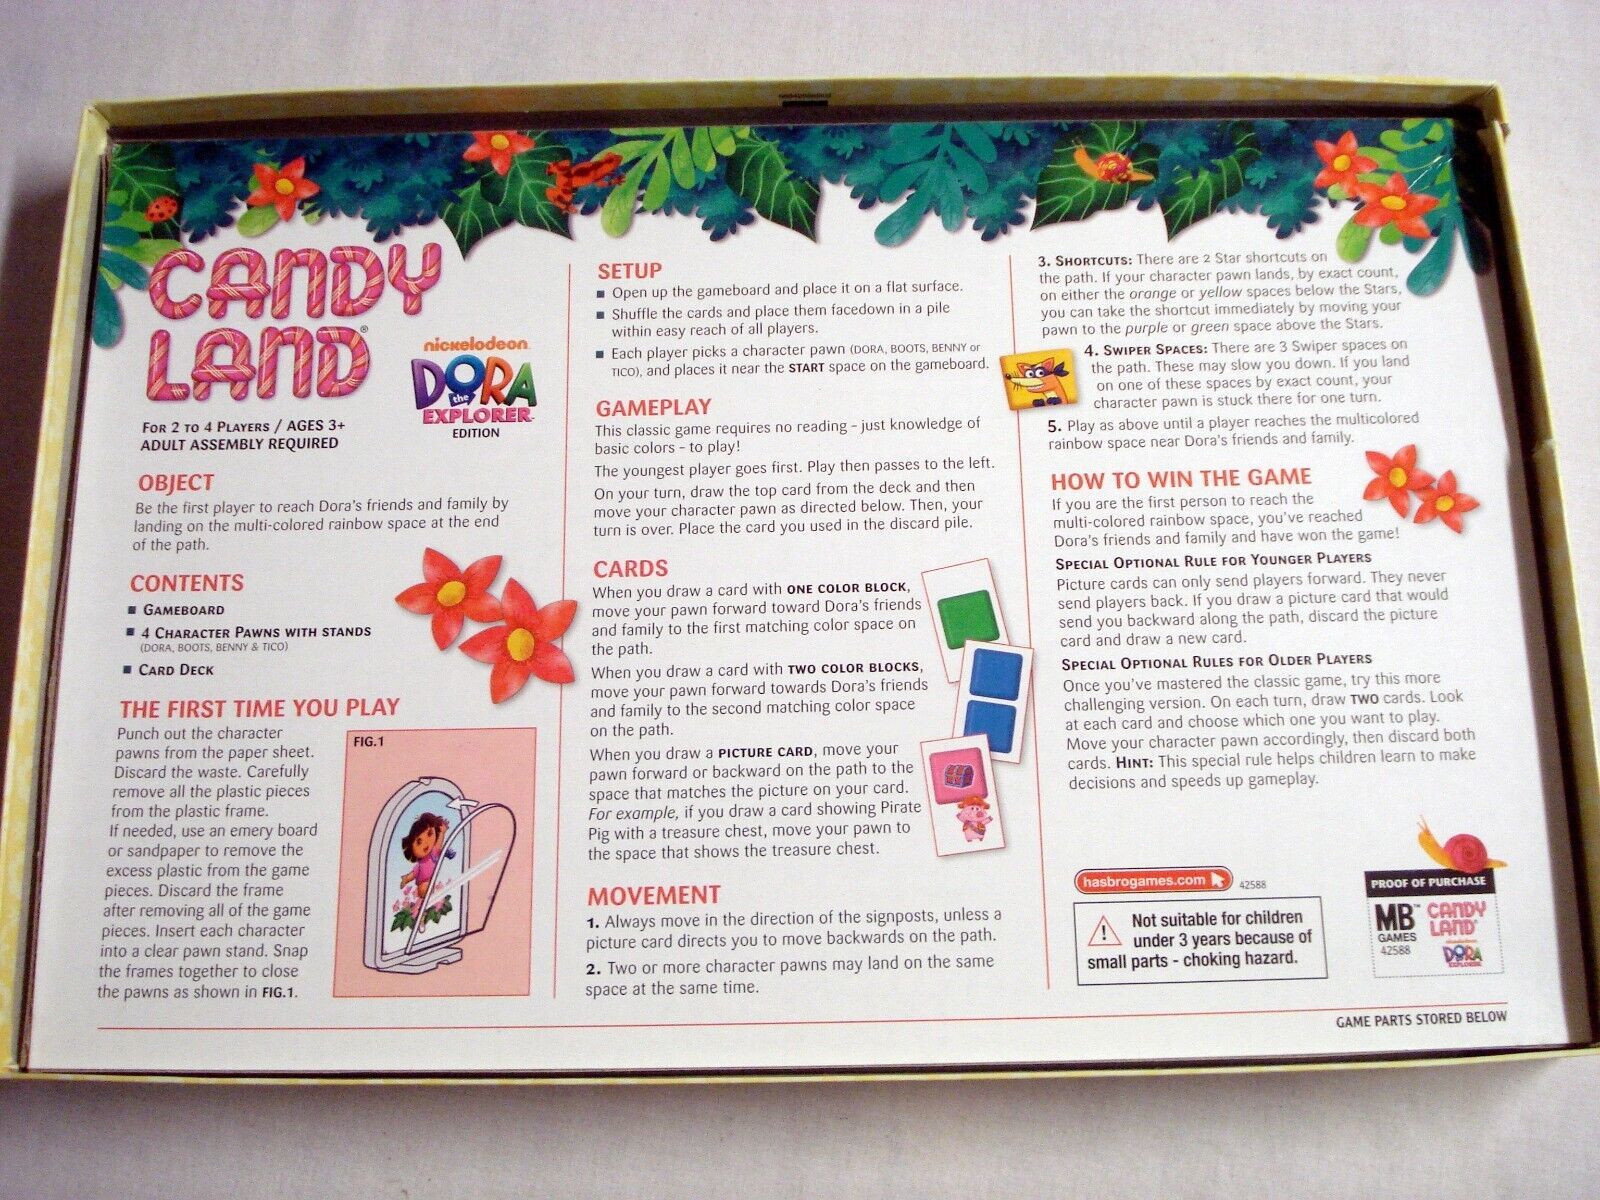 CANDY
LAND®
nickelodeon
DORA
the
EXPLORER™
EDITION
FOR 2 TO 4 PLAYERS / AGES 3+
ADULT ASSEMBLY REQUIRED
OBJECT
Be the first player to reach Dora's friends and family by
landing on the multi-colored rainbow space at the end
of the path.
CONTENTS
■ GAMEBOARD
■ 4 CHARACTER PAWNS WITH STANDS
(DORA, BOOTS, BENNY & TICO)
■ CARD DECK
THE FIRST TIME YOU PLAY
Punch out the character
pawns from the paper sheet.
Discard the waste. Carefully
remove all the plastic pieces
from the plastic frame.
If needed, use an emery board
or sandpaper to remove the
excess plastic from the game
pieces. Discard the frame
after removing all of the game
pieces. Insert each character
into a clear pawn stand. Snap
the frames together to close
the pawns as shown in FIG.1.
FIG.1
SETUP
■ Open up the gameboard and place it on a flat surface.
■ Shuffle the cards and place them facedown in a pile
within easy reach of all players.
■ Each player picks a character pawn (DORA, BOOTS, BENNY or
TICO), and places it near the START space on the gameboard.
GAMEPLAY
This classic game requires no reading - just knowledge of
basic colors - to play!
The youngest player goes first. Play then passes to the left.
On your turn, draw the top card from the deck and then
move your character pawn as directed below. Then, your
turn is over. Place the card you used in the discard pile.
CARDS
When you draw a card with ONE COLOR BLOCK,
move your pawn forward toward Dora's friends
and family to the first matching color space on
the path.
When you draw a card with TWO COLOR BLOCKS,
move your pawn forward towards Dora's friends
and family to the second matching color space
on the path.
When you draw a PICTURE CARD, move your
pawn forward or backward on the path to the
space that matches the picture on your card.
For example, if you draw a card showing Pirate
Pig with a treasure chest, move your pawn to
the space that shows the treasure chest.
MOVEMENT
1. Always move in the direction of the signposts, unless a
picture card directs you to move backwards on the path.
2. Two or more character pawns may land on the same
space at the same time.
3. SHORTCUTS: There are 2 Star shortcuts on
the path. If your character pawn lands, by exact count,
on either the orange or yellow spaces below the Stars,
you can take the shortcut immediately by moving your
pawn to the purple or green space above the Stars.
4. SWIPER SPACES: There are 3 Swiper spaces on
the path. These may slow you down. If you land
on one of these spaces by exact count, your
character pawn is stuck there for one turn.
5. Play as above until a player reaches the multicolored
rainbow space near Dora's friends and family.
HOW TO WIN THE GAME
If you are the first person to reach the
multi-colored rainbow space, you've reached
Dora's friends and family and have won the game!
SPECIAL OPTIONAL RULE FOR YOUNGER PLAYERS
Picture cards can only send players forward. They never
send players back. If you draw a picture card that would
send you backward along the path, discard the picture
card and draw a new card.
SPECIAL OPTIONAL RULES FOR OLDER PLAYERS
Once you've mastered the classic game, try this more
challenging version. On each turn, draw TWO cards. Look
at each card and choose which one you want to play.
Move your character pawn accordingly, then discard both
cards. HINT: This special rule helps children learn to make
decisions and speeds up gameplay.
hasbrogames.com
42588
Not suitable for children
under 3 years because of
small parts - choking hazard.
PROOF OF PURCHASE
MB™
GAMES
42588
CANDY
LAND®
nickelodeon
DORA
EXPLORER
GAME PARTS STORED BELOW